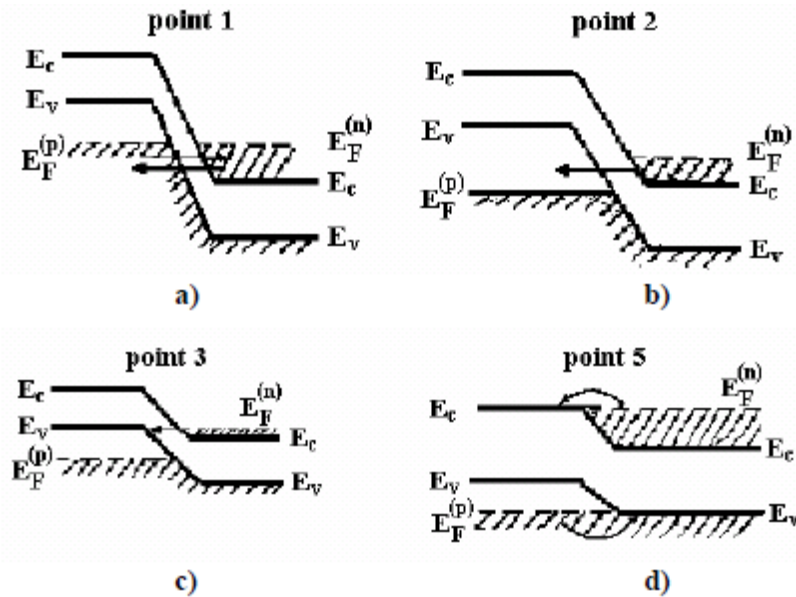 point 1
E_c
E_v
E_F^(p)
E_F^(n)
E_c
E_v
a)
point 2
E_c
E_v
E_F^(p)
E_F^(n)
E_c
E_v
b)
point 3
E_c
E_v
E_F^(p)
E_F^(n)
E_c
E_v
c)
point 5
E_c
E_v
E_F^(p)
E_F^(n)
E_c
E_v
d)